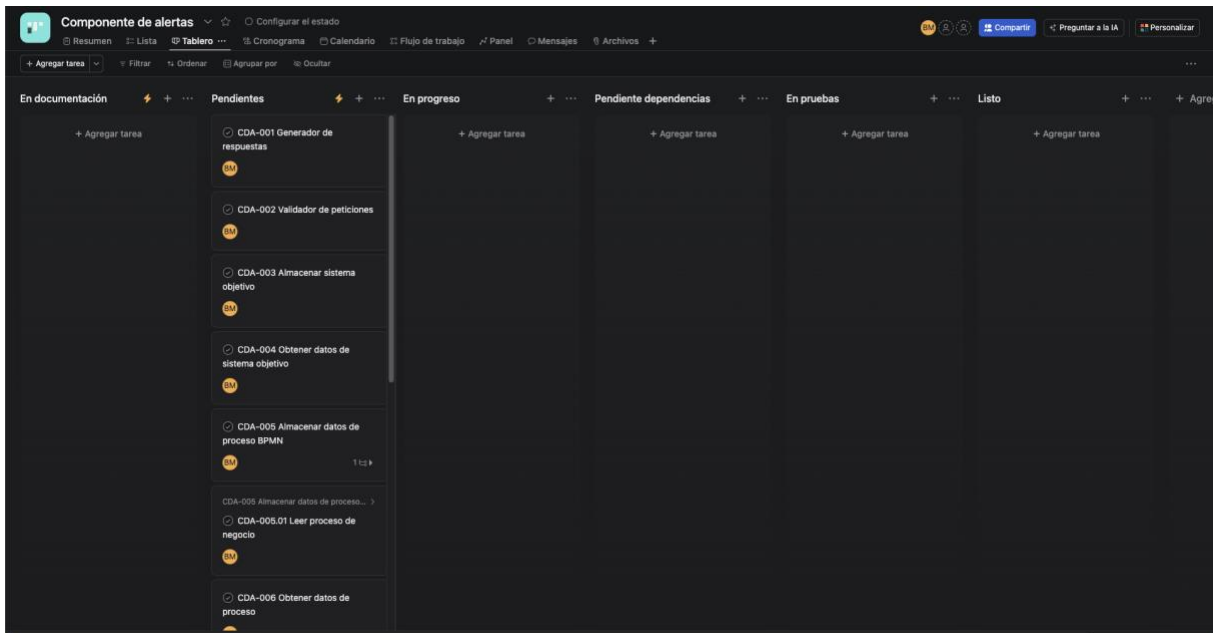 Componente de alertas
Configurar el estado
Resumen Lista Tablero ... Cronograma Calendario Flujo de trabajo Panel Mensajes Archivos +
BM Compartir Preguntar a la IA Personalizar
+ Agregar tarea Filtrar Ordenar Agrupar por Ocultar ...
En documentación + ...
+ Agregar tarea
Pendientes + ...
CDA-001 Generador de
respuestas
BM
CDA-002 Validador de peticiones
BM
CDA-003 Almacenar sistema
objetivo
BM
CDA-004 Obtener datos de
sistema objetivo
BM
CDA-005 Almacenar datos de
proceso BPMN
BM 1
CDA-005 Almacenar datos de proceso... >
CDA-005.01 Leer proceso de
negocio
BM
CDA-006 Obtener datos de
proceso
En progreso + ...
+ Agregar tarea
Pendiente dependencias + ...
+ Agregar tarea
En pruebas + ...
+ Agregar tarea
Listo + ...
+ Agregar tarea
+ Agre